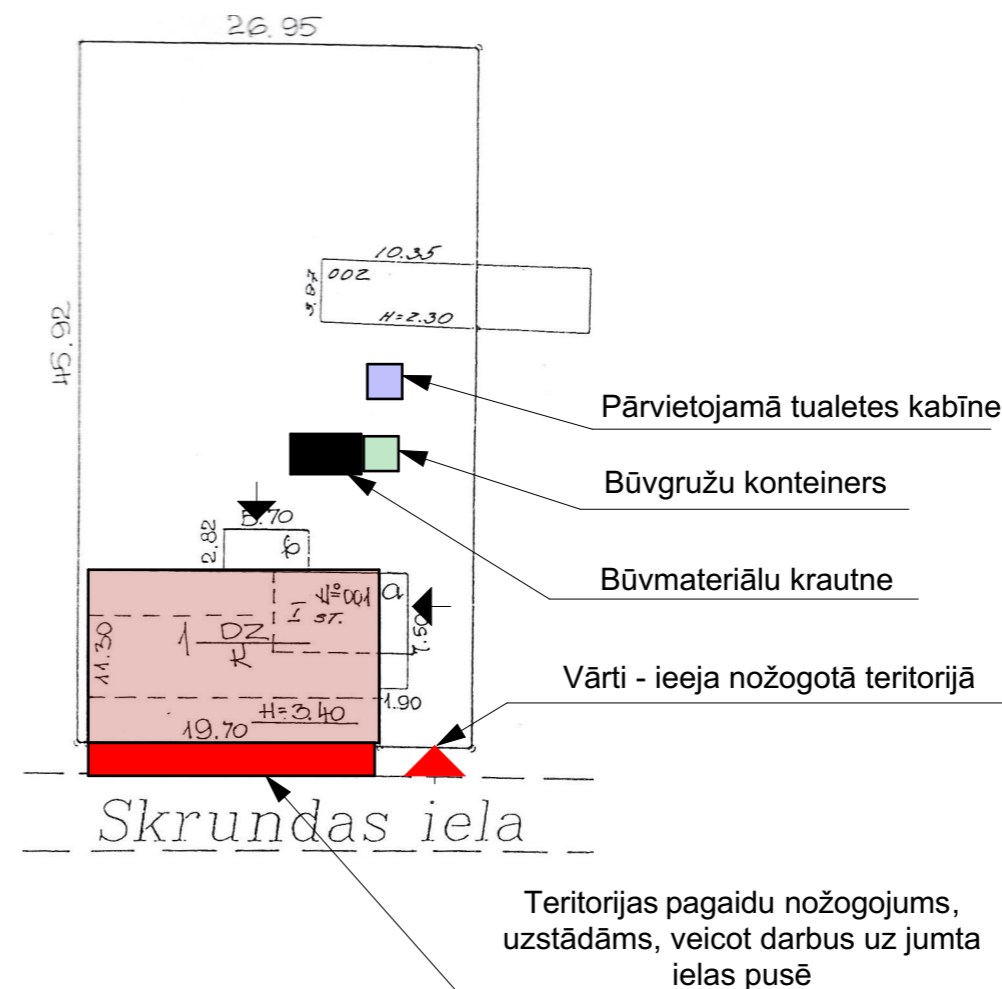 26.95
10.35
002
3.87
H=2.30
45.92
Pārvietojamā tualetes kabīne
Būvgružu konteiners
5.70
2.82
Būvmateriālu krautne
001
a
I ST.
1 DZ
K
11.30
7.50
Vārti - ieeja nožogotā teritorijā
1.90
H=3.40
19.70
Skrundas iela
Teritorijas pagaidu nožogojums,
uzstādāms, veicot darbus uz jumta
ielas pusē